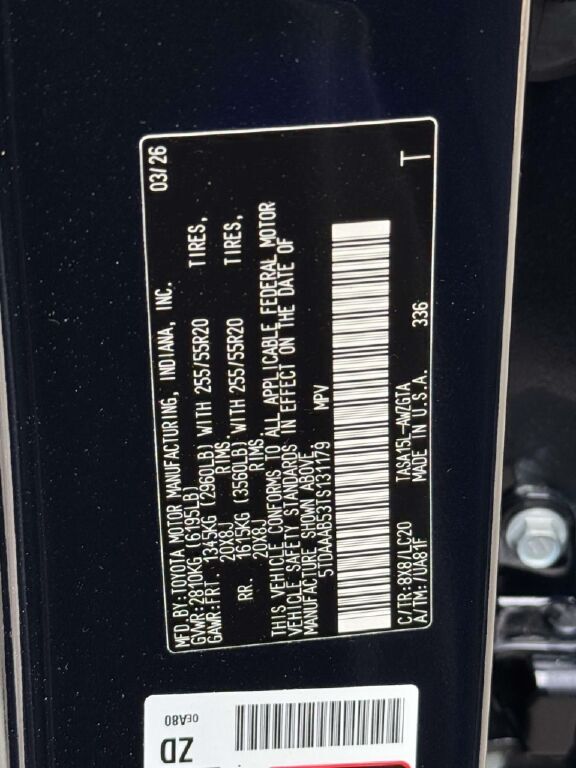 MFD.BY:TOYOTA MOTOR MANUFACTURING, INDIANA, INC. 03/26
GVWR:2810KG (6195LB)
GAWR:FRT. 1345KG (2960LB) WITH 255/55R20 TIRES,
20X8J RIMS.
RR. 1615KG (3560LB) WITH 255/55R20 TIRES,
20X8J RIMS.
THIS VEHICLE CONFORMS TO ALL APPLICABLE FEDERAL MOTOR
VEHICLE SAFETY STANDARDS IN EFFECT ON THE DATE OF
MANUFACTURE SHOWN ABOVE.
5TDAAAB53TS131179 MPV
C/TR:8X8/LC20 TASA15L-AWZGTA
A/TM:/UA81F MADE IN U.S.A. 336 T
0EA80
ZD